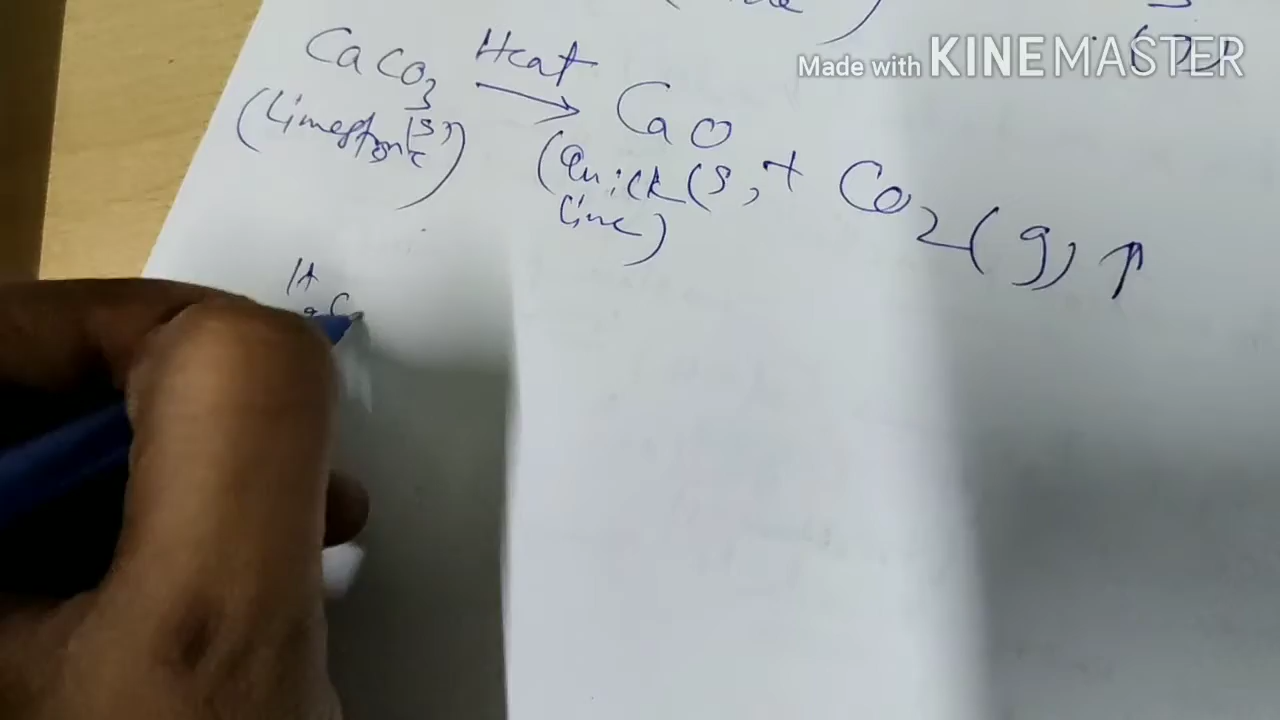 Made with KINEMASTER
CaCO3 Heat → CaO
(Limestone (s) (Quick (s) + CO2(g)↑
lime)